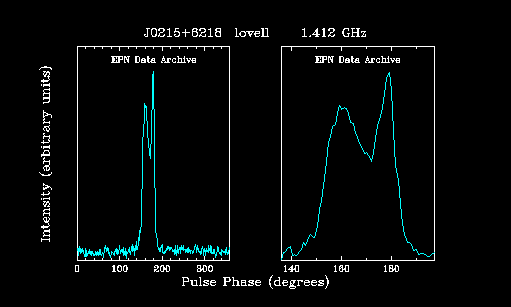 J0215+6218 lovell 1.412 GHz
EPN Data Archive EPN Data Archive
Intensity (arbitrary units)
0 100 200 300 140 160 180
Pulse Phase (degrees)